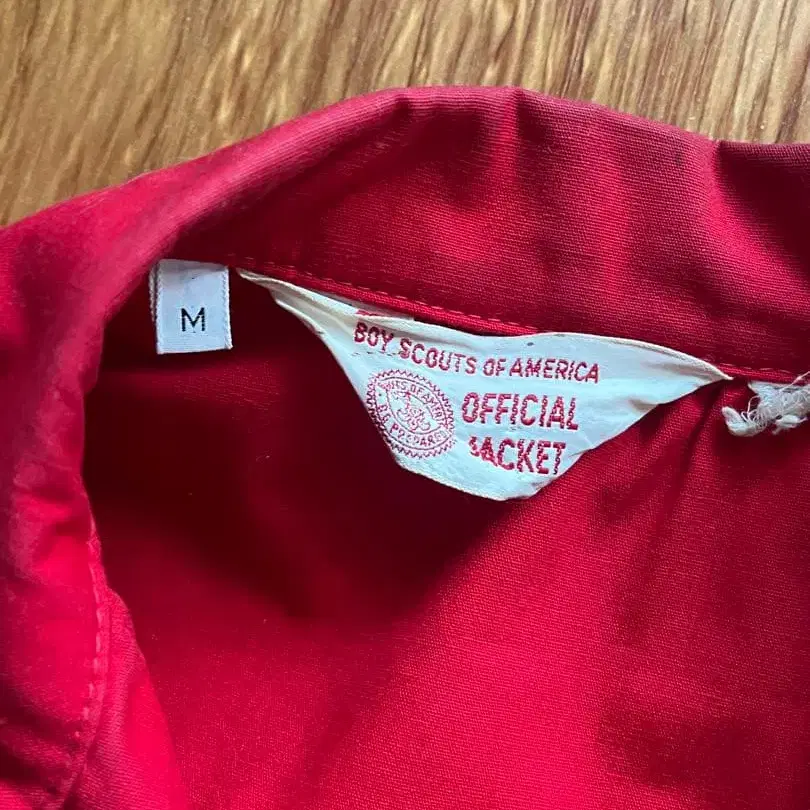 M
BOY SCOUTS OF AMERICA
OFFICIAL
JACKET